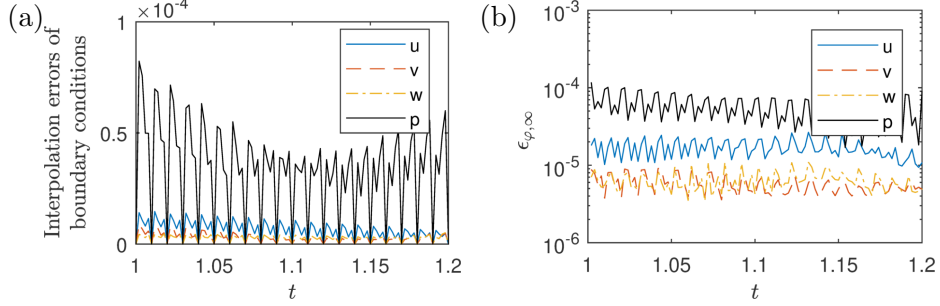 (a)
×10⁻⁴
1
0.5
0
Interpolation errors of
boundary conditions
u
v
w
p
1
1.05
1.1
1.15
1.2
t
(b)
10⁻³
10⁻⁴
10⁻⁵
10⁻⁶
ϵφ,∞
u
v
w
p
1
1.05
1.1
1.15
1.2
t